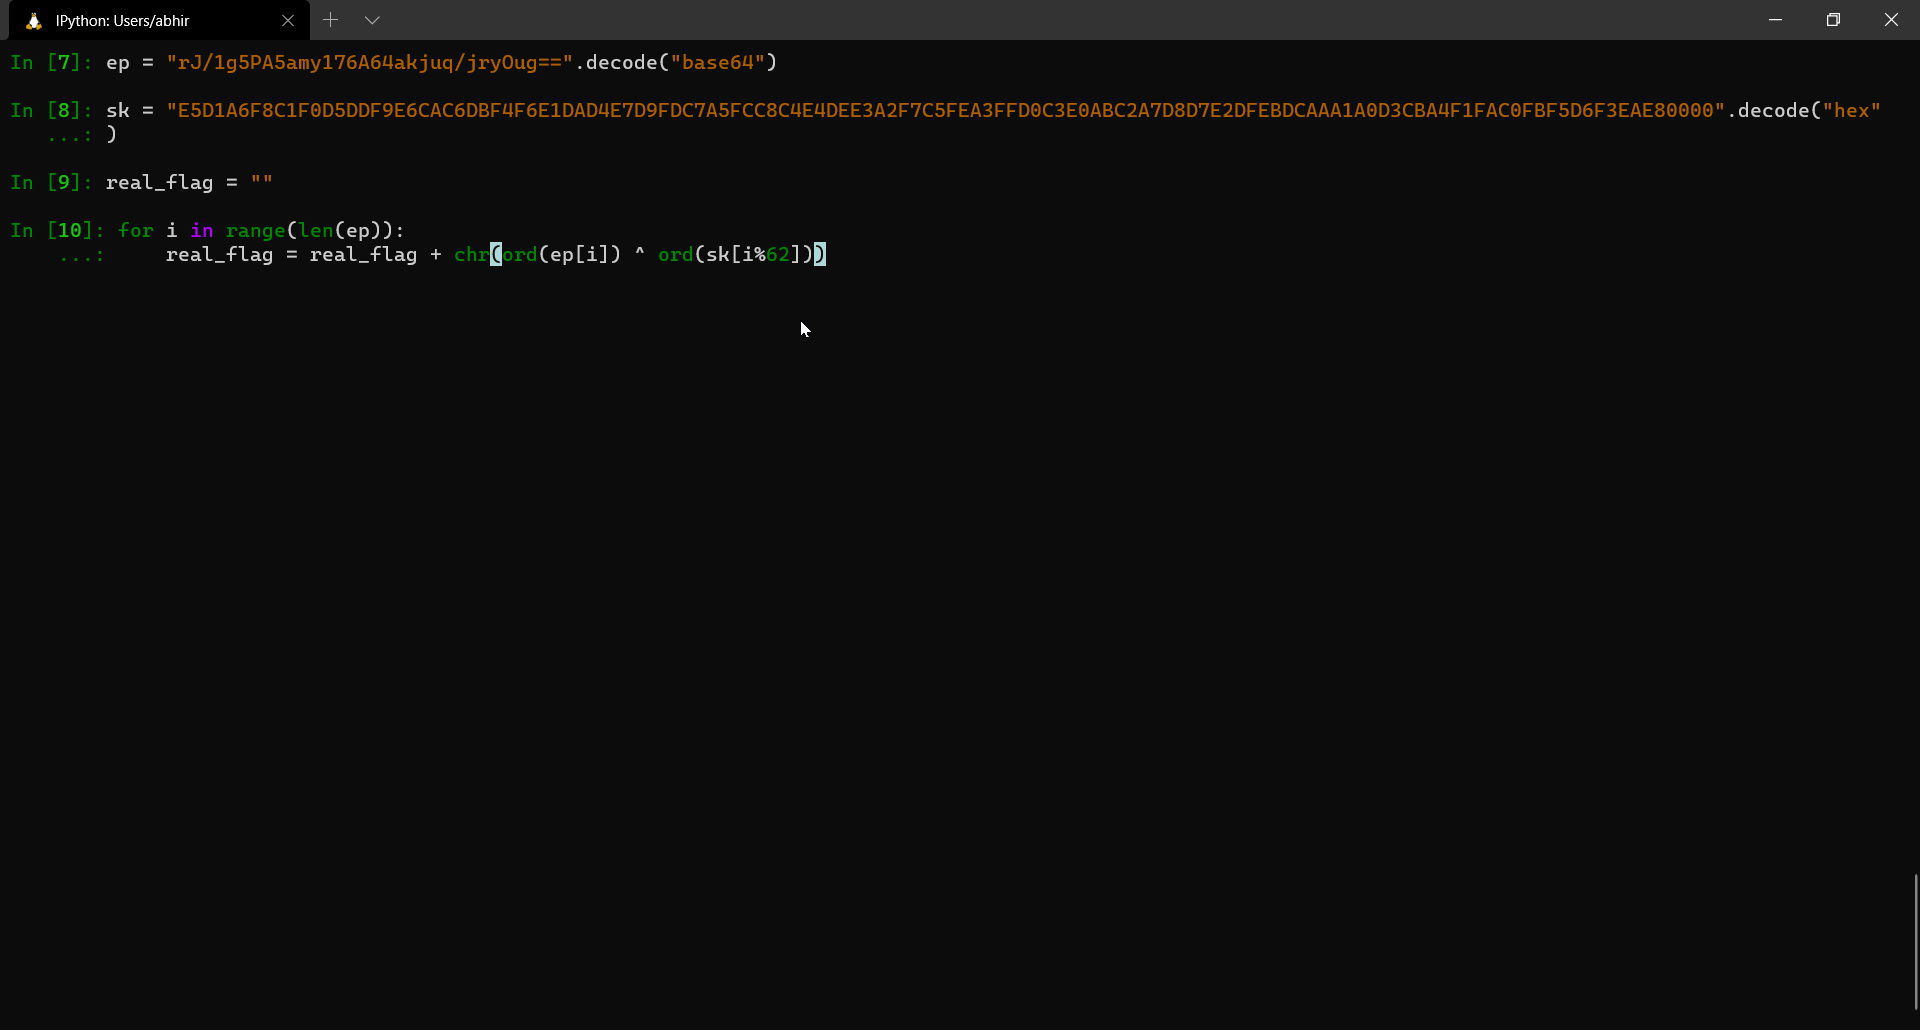 IPython: Users/abhir
In [7]: ep = "rJ/1g5PA5amy176A64akjuq/jryOug==".decode("base64")
In [8]: sk = "E5D1A6F8C1F0D5DDF9E6CAC6DBF4F6E1DAD4E7D9FDC7A5FCC8C4E4DEE3A2F7C5FEA3FFD0C3E0ABC2A7D8D7E2DFEBDCAAA1A0D3CBA4F1FAC0FBF5D6F3EAE80000".decode("hex"
...: )
In [9]: real_flag = ""
In [10]: for i in range(len(ep)):
...:     real_flag = real_flag + chr(ord(ep[i]) ^ ord(sk[i%62]))